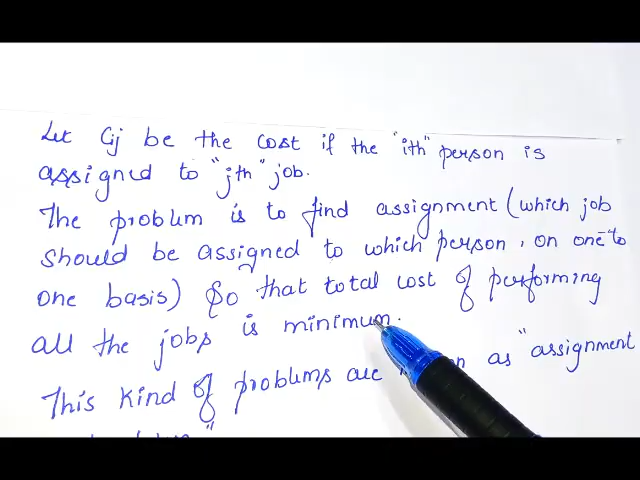 Let Cij be the cost if the "ith" person is
assigned to "jth" job.
The problem is to find assignment (which job
should be assigned to which person, on one-to
one basis) So that total cost of performing
all the jobs is minimum.
This kind of problems are as "assignment